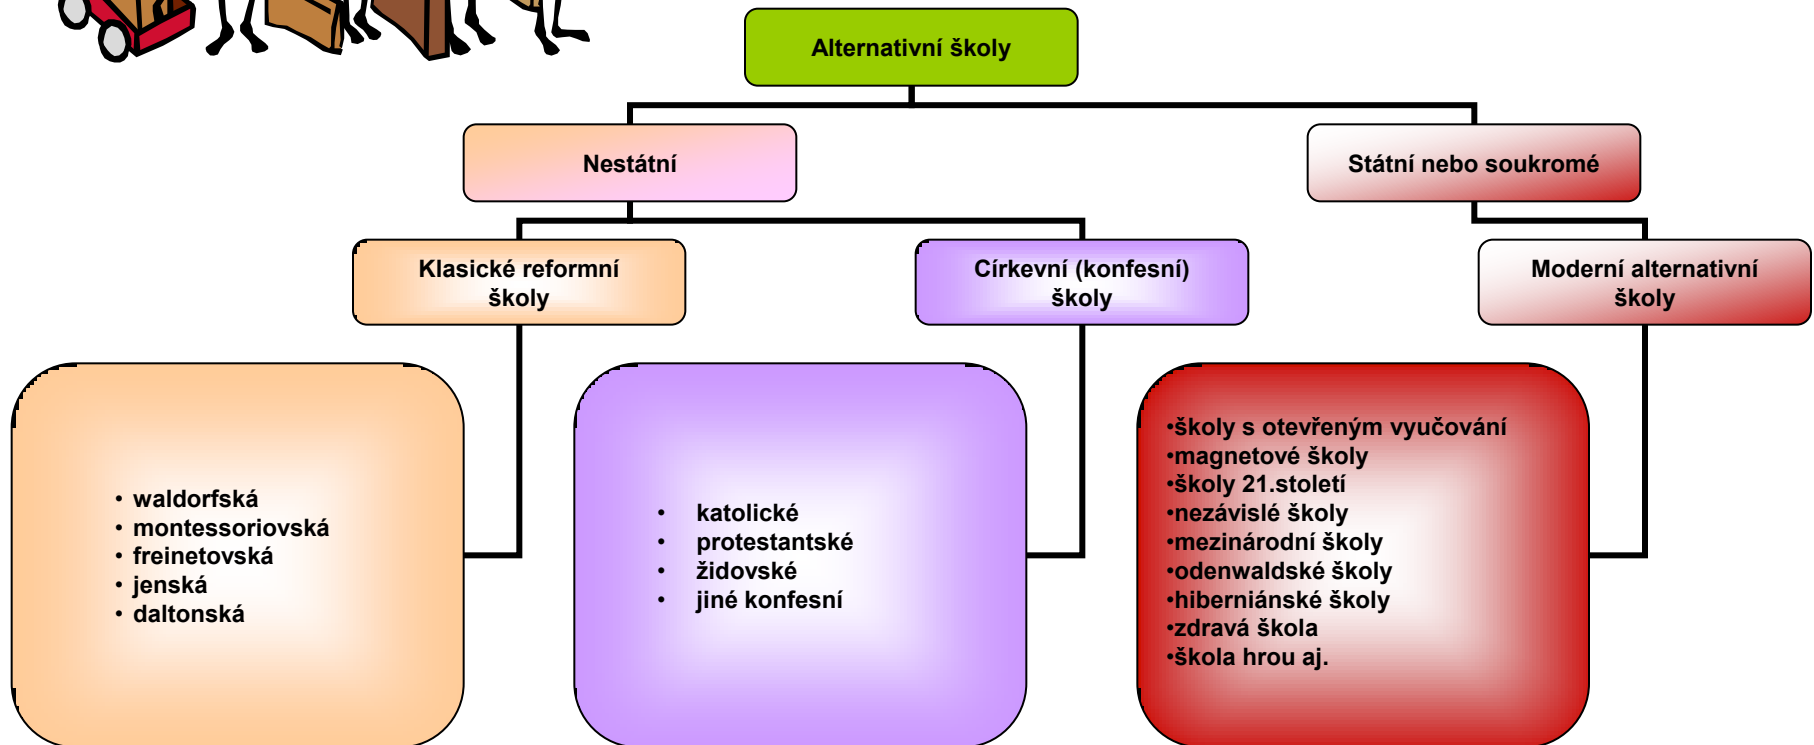 Alternativní školy
Nestátní
Státní nebo soukromé
Klasické reformní
školy
Církevní (konfesní)
školy
Moderní alternativní
školy
• waldorfská
• montessoriovská
• freinetovská
• jenská
• daltonská
• katolické
• protestantské
• židovské
• jiné konfesní
•školy s otevřeným vyučování
•magnetové školy
•školy 21.století
•nezávislé školy
•mezinárodní školy
•odenwaldské školy
•hiberniánské školy
•zdravá škola
•škola hrou aj.